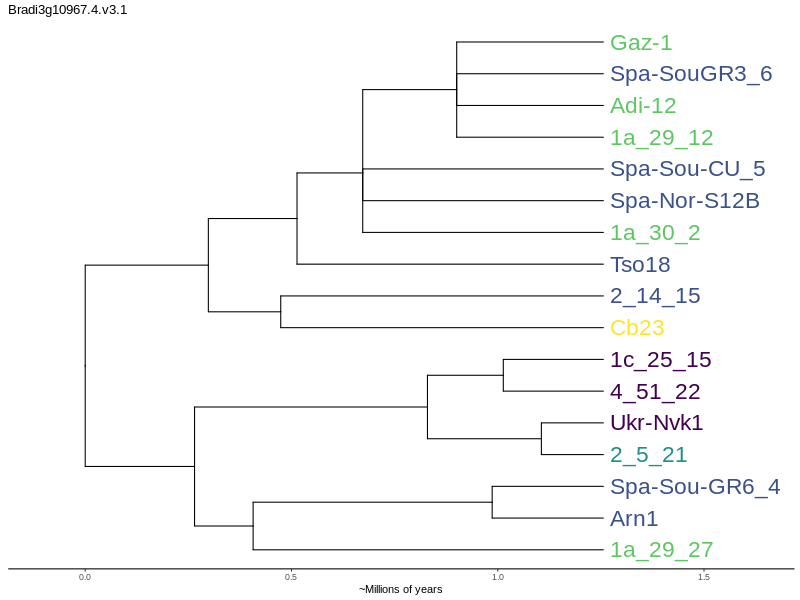 Bradi3g10967.4.v3.1
Gaz-1
Spa-SouGR3_6
Adi-12
1a_29_12
Spa-Sou-CU_5
Spa-Nor-S12B
1a_30_2
Tso18
2_14_15
Cb23
1c_25_15
4_51_22
Ukr-Nvk1
2_5_21
Spa-Sou-GR6_4
Arn1
1a_29_27
0.0 0.5 1.0 1.5
~Millions of years